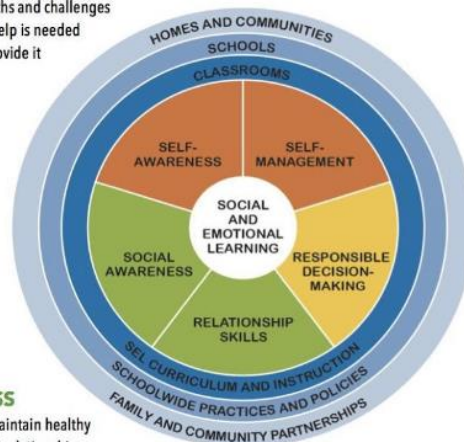 ths and challenges
elp is needed
ovide it
HOMES AND COMMUNITIES
SCHOOLS
CLASSROOMS
SELF-
AWARENESS
SELF-
MANAGEMENT
SOCIAL
AND
EMOTIONAL
LEARNING
SOCIAL
AWARENESS
RESPONSIBLE
DECISION-
MAKING
RELATIONSHIP
SKILLS
SEL CURRICULUM AND INSTRUCTION
SCHOOLWIDE PRACTICES AND POLICIES
FAMILY AND COMMUNITY PARTNERSHIPS
ss
aintain healthy